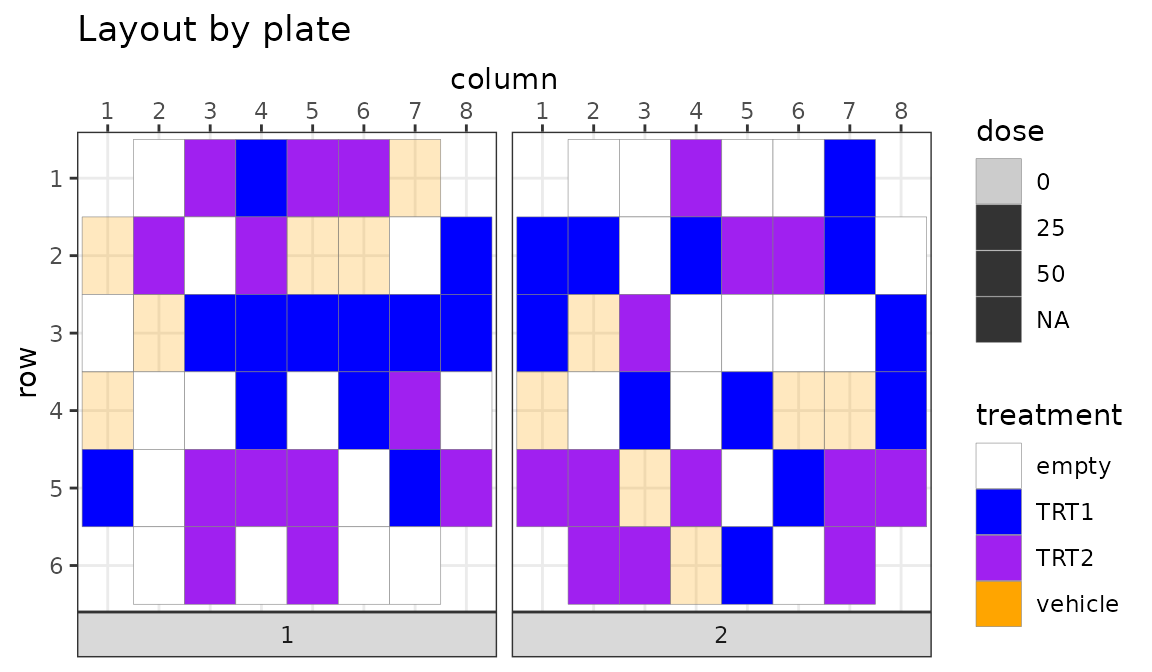 Layout by plate
column
1 2 3 4 5 6 7 8 1 2 3 4 5 6 7 8
row
1
2
3
4
5
6
1 2
dose
0
25
50
NA
treatment
empty
TRT1
TRT2
vehicle